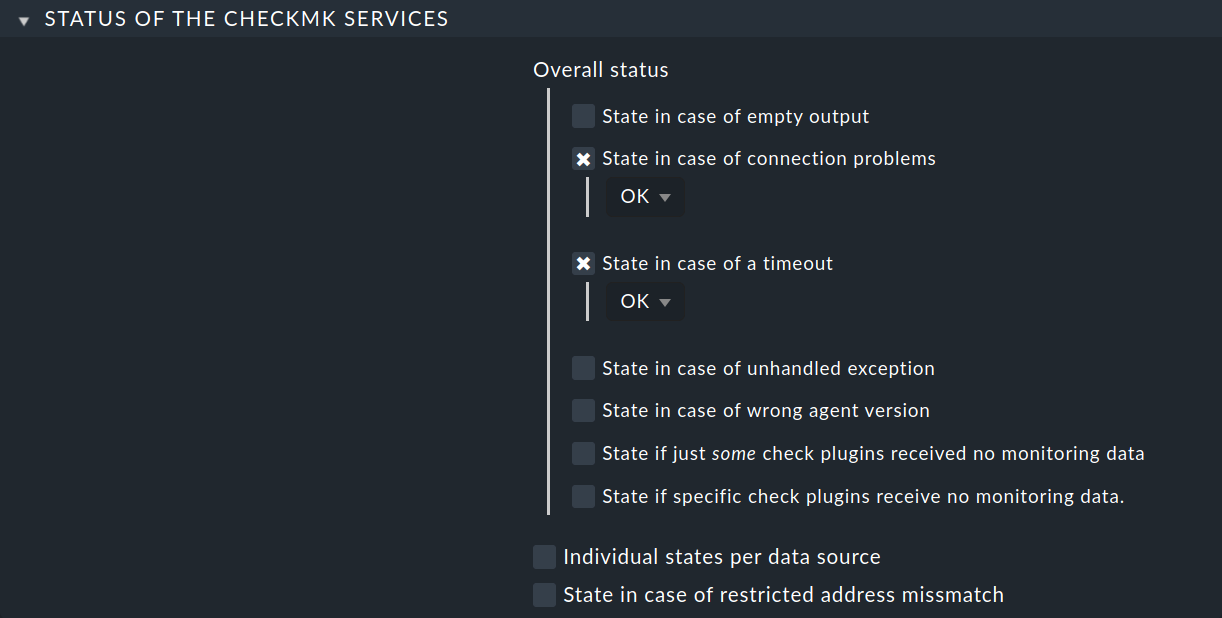 STATUS OF THE CHECKMK SERVICES
Overall status
State in case of empty output
State in case of connection problems
OK
State in case of a timeout
OK
State in case of unhandled exception
State in case of wrong agent version
State if just some check plugins received no monitoring data
State if specific check plugins receive no monitoring data.
Individual states per data source
State in case of restricted address missmatch